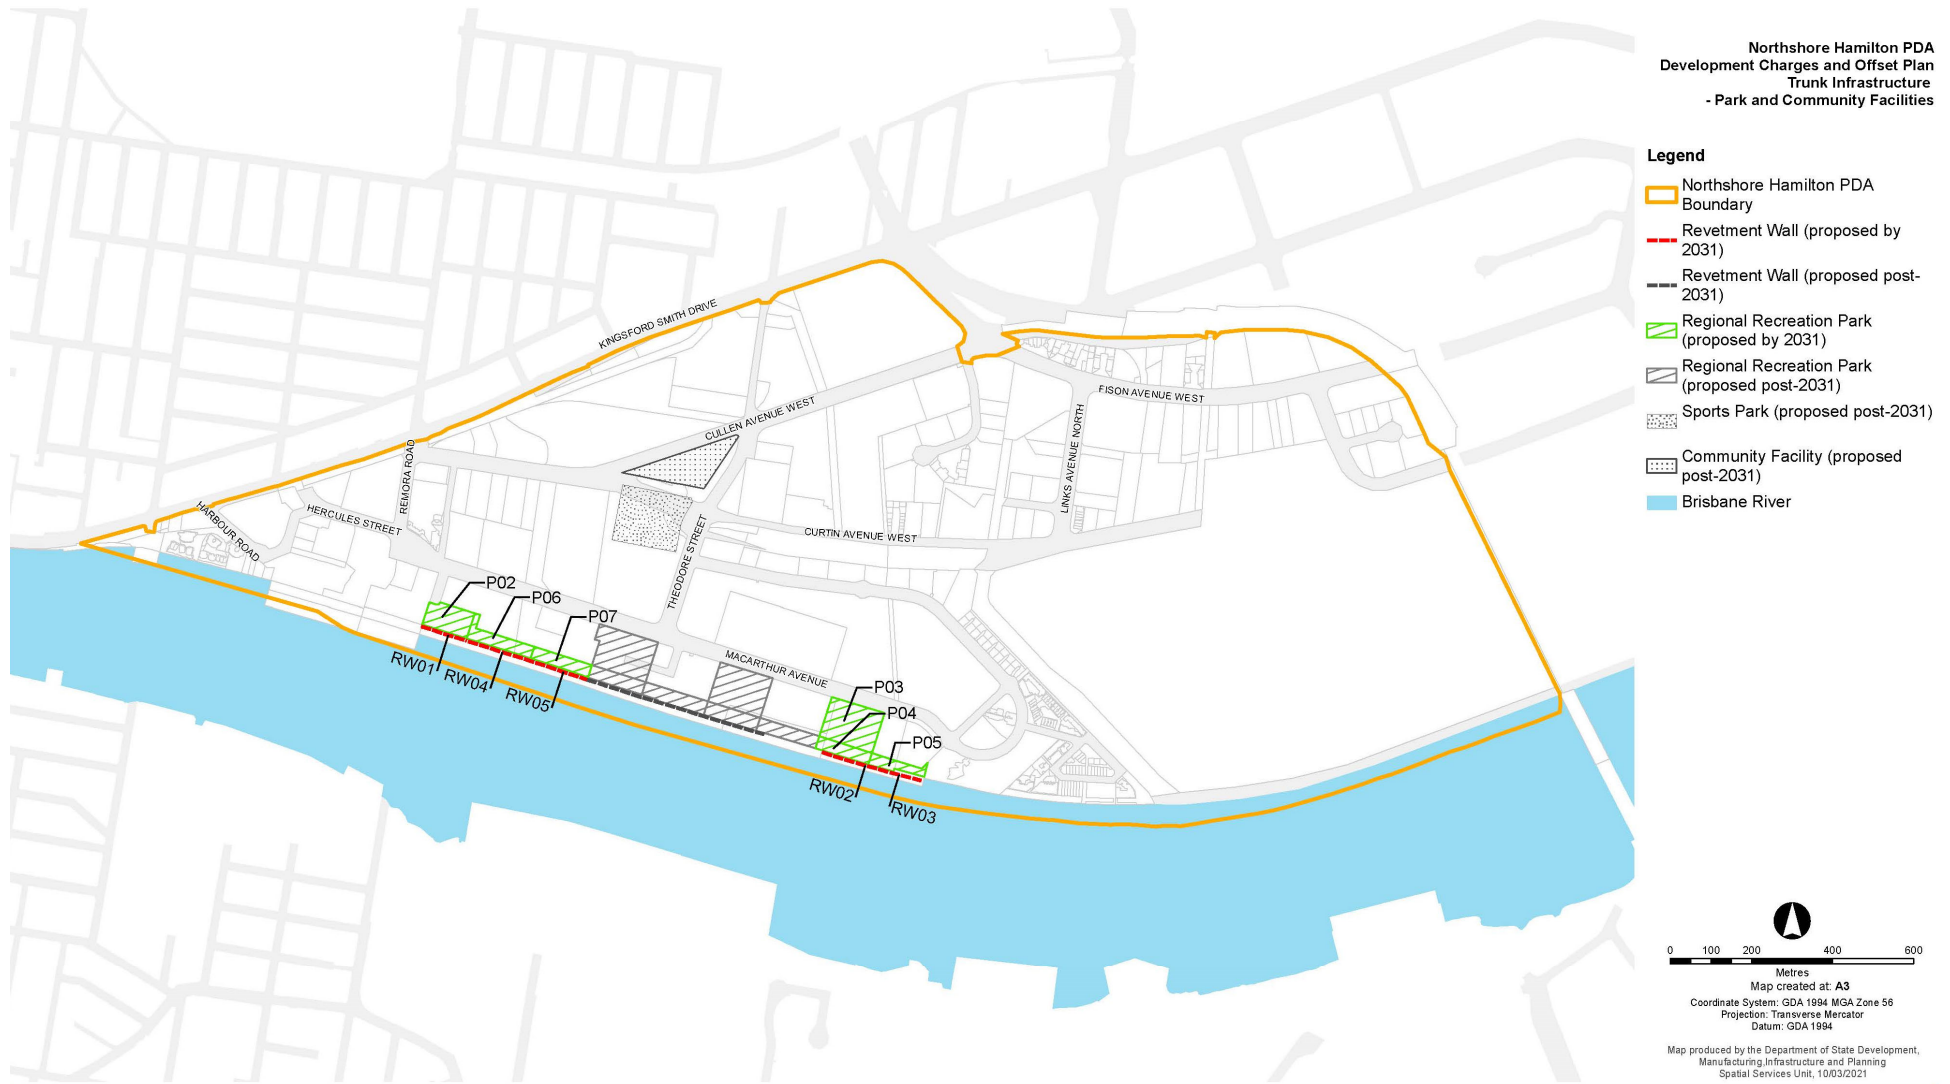 Northshore Hamilton PDA
Development Charges and Offset Plan
Trunk Infrastructure
- Park and Community Facilities
Legend
Northshore Hamilton PDA
Boundary
Revetment Wall (proposed by
2031)
Revetment Wall (proposed post-
2031)
Regional Recreation Park
(proposed by 2031)
Regional Recreation Park
(proposed post-2031)
Sports Park (proposed post-2031)
Community Facility (proposed
post-2031)
Brisbane River
KINGSFORD SMITH DRIVE
CULLEN AVENUE WEST
EISON AVENUE WEST
LINKS AVENUE NORTH
REMORA ROAD
HARBOUR ROAD
HERCULES STREET
THEODORE STREET
CURTIN AVENUE WEST
MACARTHUR AVENUE
P02
P06
P07
P03
P04
P05
RW01
RW04
RW05
RW02
RW03
0 100 200 400 600
Metres
Map created at: A3
Coordinate System: GDA 1994 MGA Zone 56
Projection: Transverse Mercator
Datum: GDA 1994
Map produced by the Department of State Development,
Manufacturing,Infrastructure and Planning
Spatial Services Unit, 10/03/2021